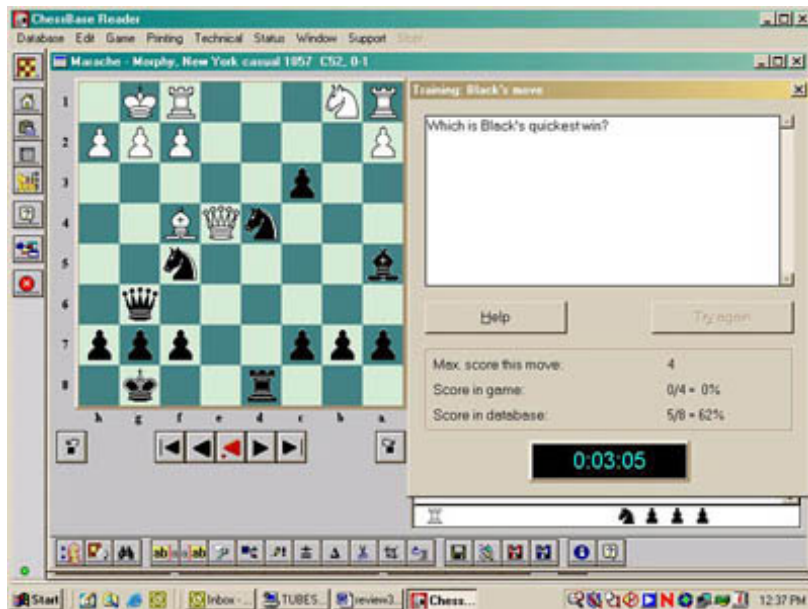 ChessBase Reader
Database Edit Game Printing Technical Status Window Support
Marache - Morphy, New York casual 1857 C52, 0-1
Training: Black's move
Which is Black's quickest win?
1
2
3
4
5
6
7
8
h g f e d c b a
Help
Try again
Max. score this move: 4
Score in game: 0/4 = 0%
Score in database: 5/8 = 62%
0:03:05
Start
Inbox - ...
TUBES...
review3...
Chess...
12:37 PM